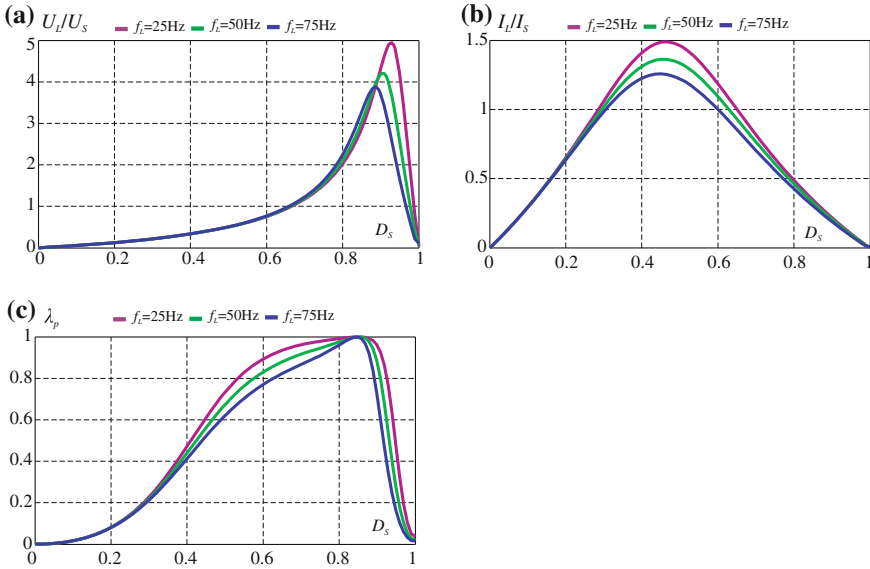 (a) U_L/U_S
f_L=25Hz f_L=50Hz f_L=75Hz
5
4
3
2
1
0
D_S
0 0.2 0.4 0.6 0.8 1
(b) I_L/I_S
f_L=25Hz f_L=50Hz f_L=75Hz
1.5
1
0.5
0
D_S
0 0.2 0.4 0.6 0.8 1
(c) λ_p
f_L=25Hz f_L=50Hz f_L=75Hz
1
0.8
0.6
0.4
0.2
0
D_S
0 0.2 0.4 0.6 0.8 1